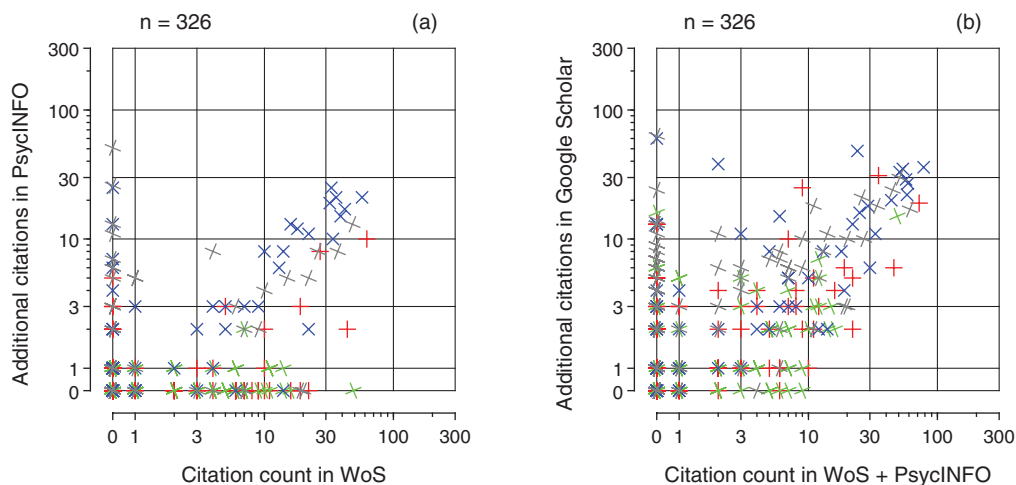 n = 326
(a)
Additional citations in PsycINFO
300
100
30
10
3
1
0
0 1 3 10 30 100 300
Citation count in WoS
n = 326
(b)
Additional citations in Google Scholar
300
100
30
10
3
1
0
0 1 3 10 30 100 300
Citation count in WoS + PsycINFO